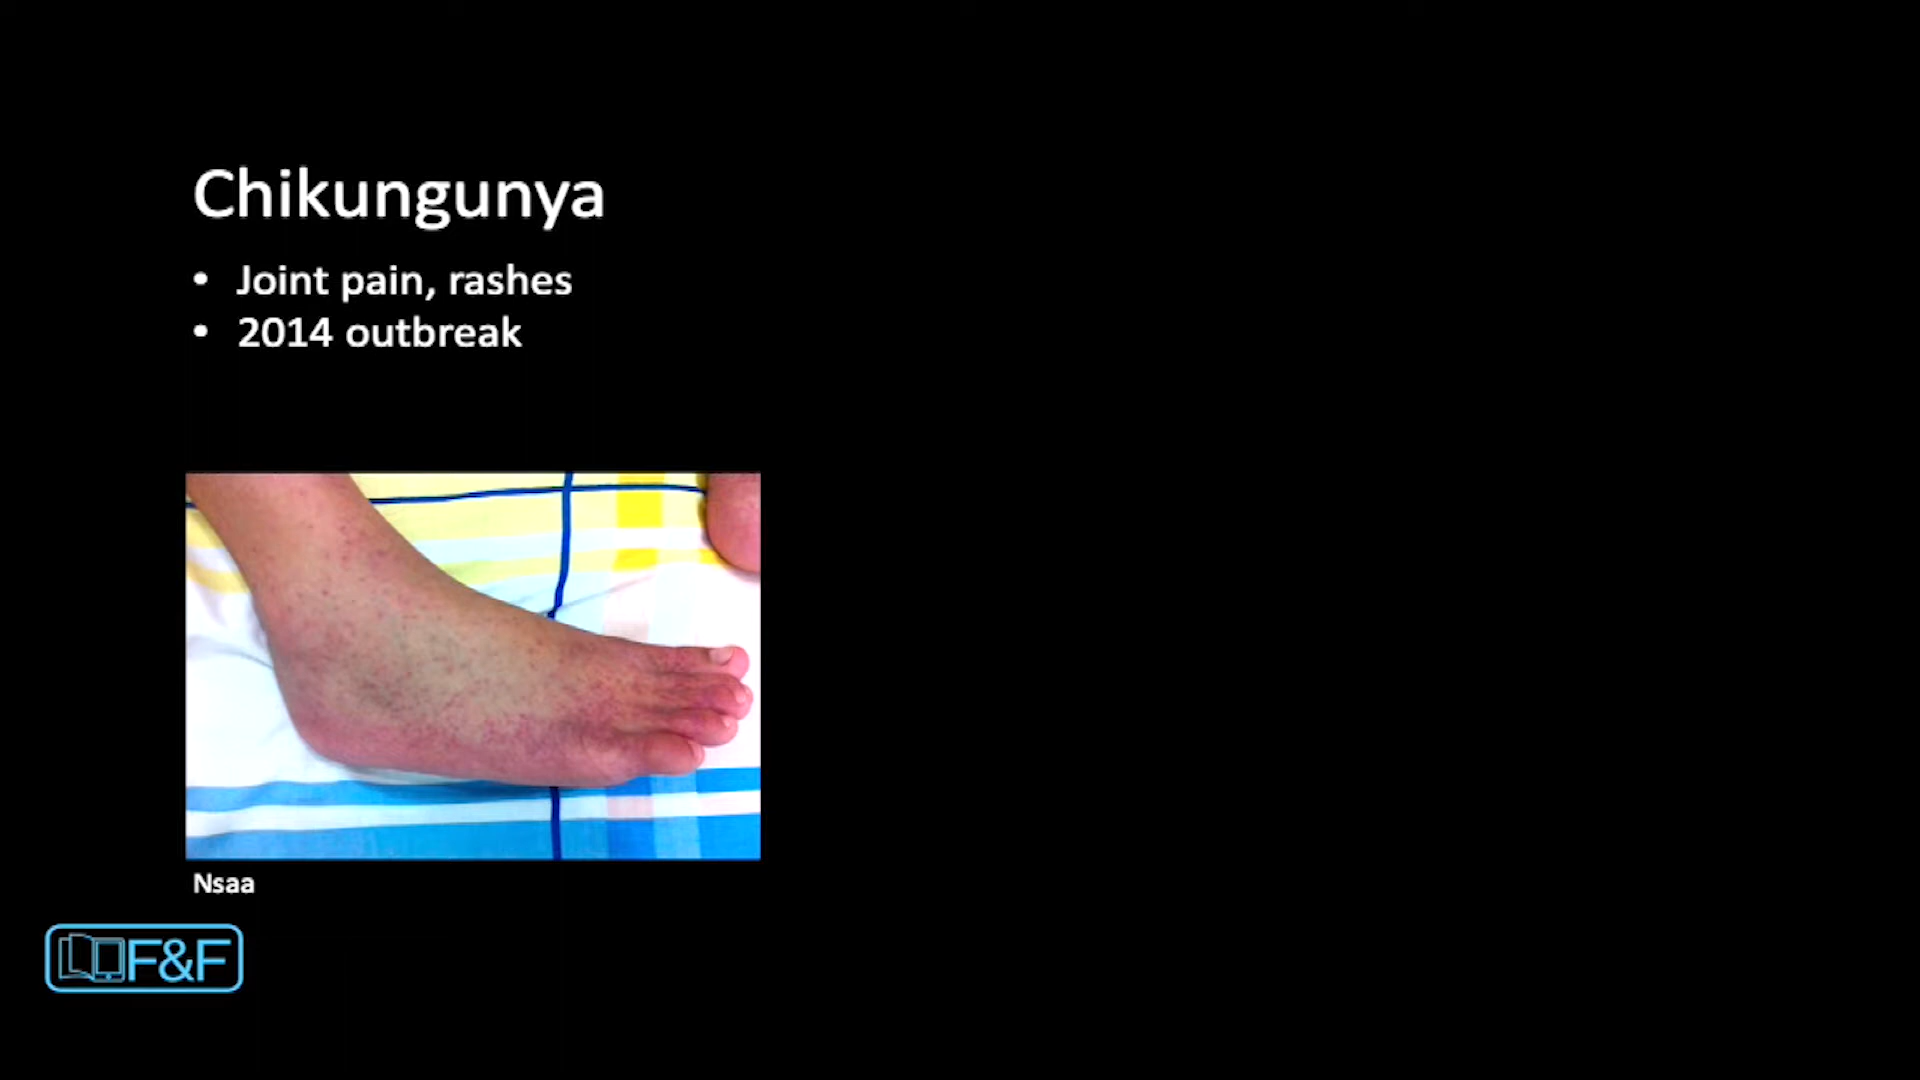 Chikungunya
• Joint pain, rashes
• 2014 outbreak
Nsaa
F&F